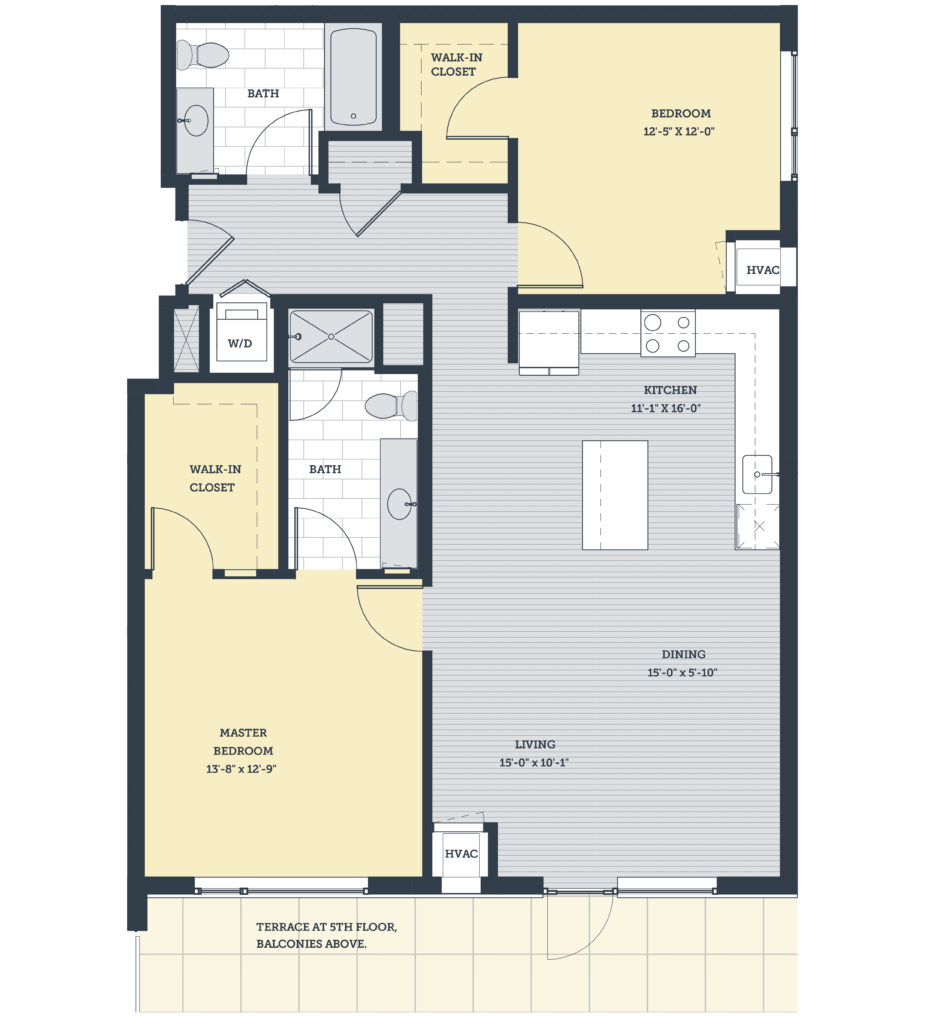 WALK-IN
CLOSET
BATH
BEDROOM
12'-5" X 12'-0"
HVAC
W/D
KITCHEN
11'-1" X 16'-0"
WALK-IN
CLOSET
BATH
DINING
15'-0" x 5'-10"
MASTER
BEDROOM
13'-8" x 12'-9"
LIVING
15'-0" x 10'-1"
HVAC
TERRACE AT 5TH FLOOR,
BALCONIES ABOVE.